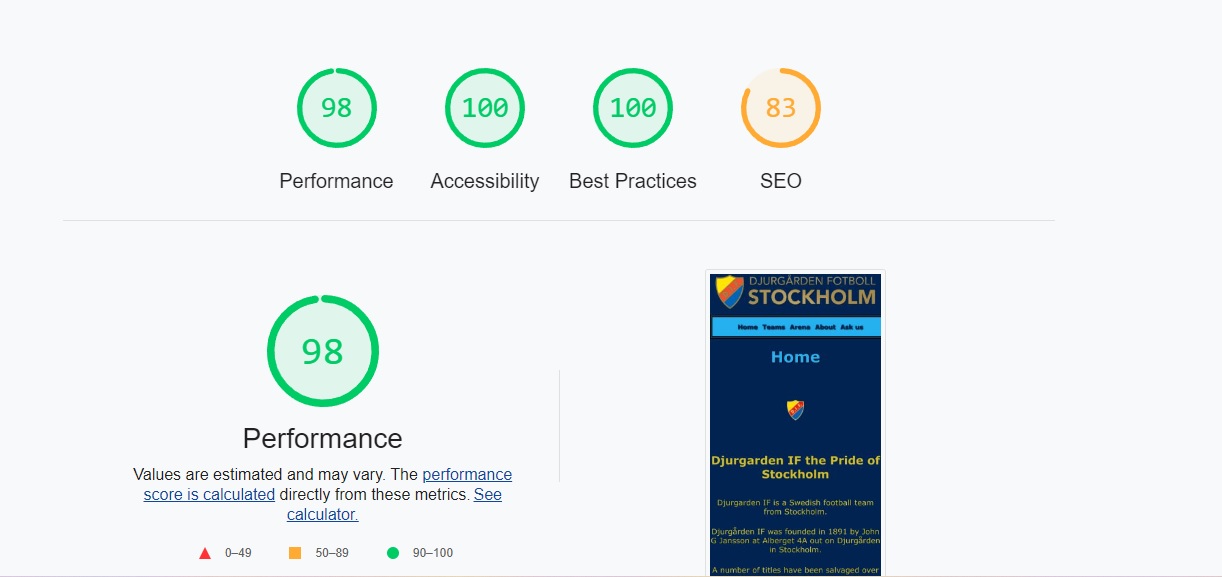 98
100
100
83
Performance
Accessibility
Best Practices
SEO
98
Performance
Values are estimated and may vary. The performance
score is calculated directly from these metrics. See
calculator.
0–49
50–89
90–100
DJURGÅRDEN FOTBOLL
STOCKHOLM
Home Teams Arena About Ask us
Home
Djurgarden IF the Pride of
Stockholm
Djurgarden IF is a Swedish football team
from Stockholm.
Djurgården IF was founded in 1891 by John
G Jansson at Alberget 4A out on Djurgården
in Stockholm.
A number of titles have been salvaged over